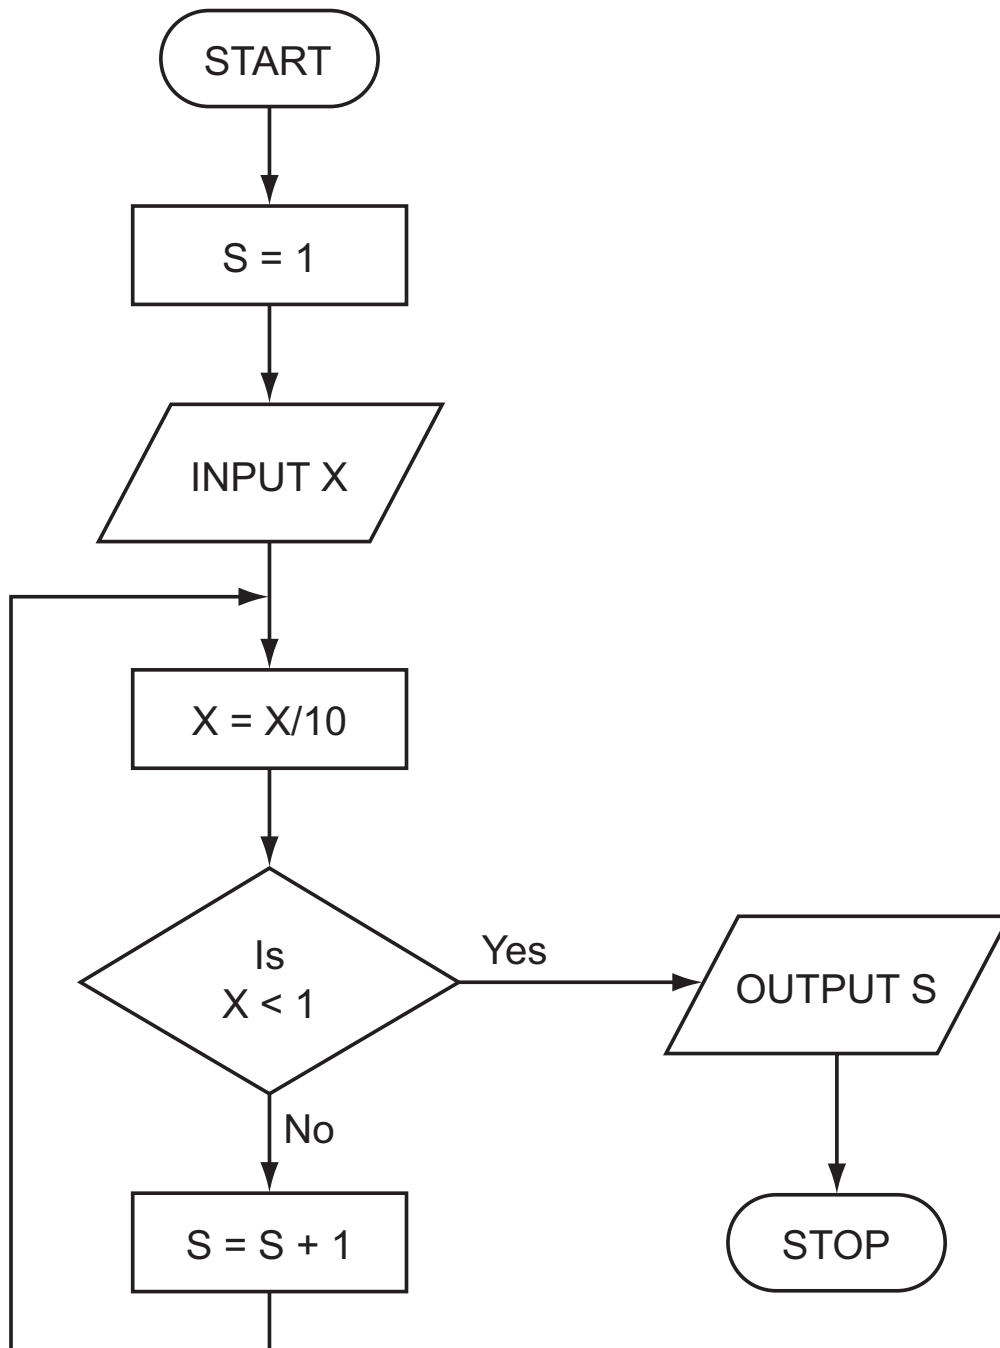 START
S = 1
INPUT X
X = X/10
Is
X < 1
Yes
OUTPUT S
No
S = S + 1
STOP